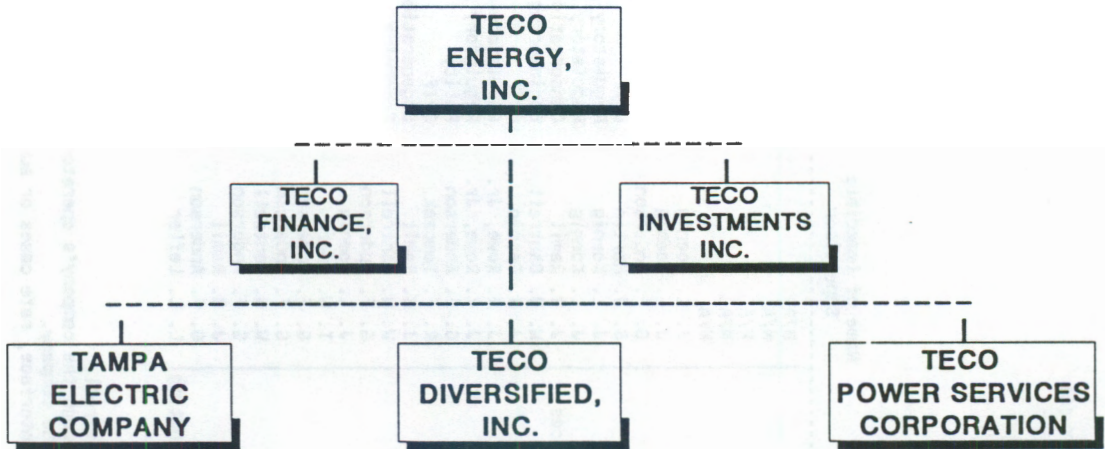 TECO
ENERGY,
INC.
TECO
FINANCE,
INC.
TECO
INVESTMENTS
INC.
TAMPA
ELECTRIC
COMPANY
TECO
DIVERSIFIED,
INC.
TECO
POWER SERVICES
CORPORATION